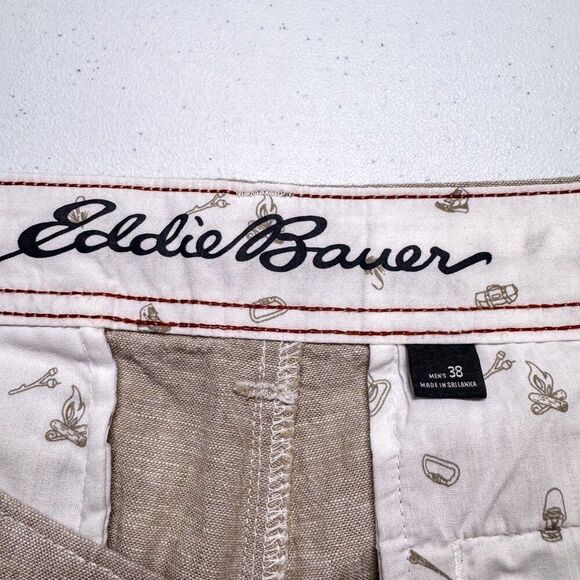 Eddie Bauer
MEN'S 38
MADE IN SRI LANKA